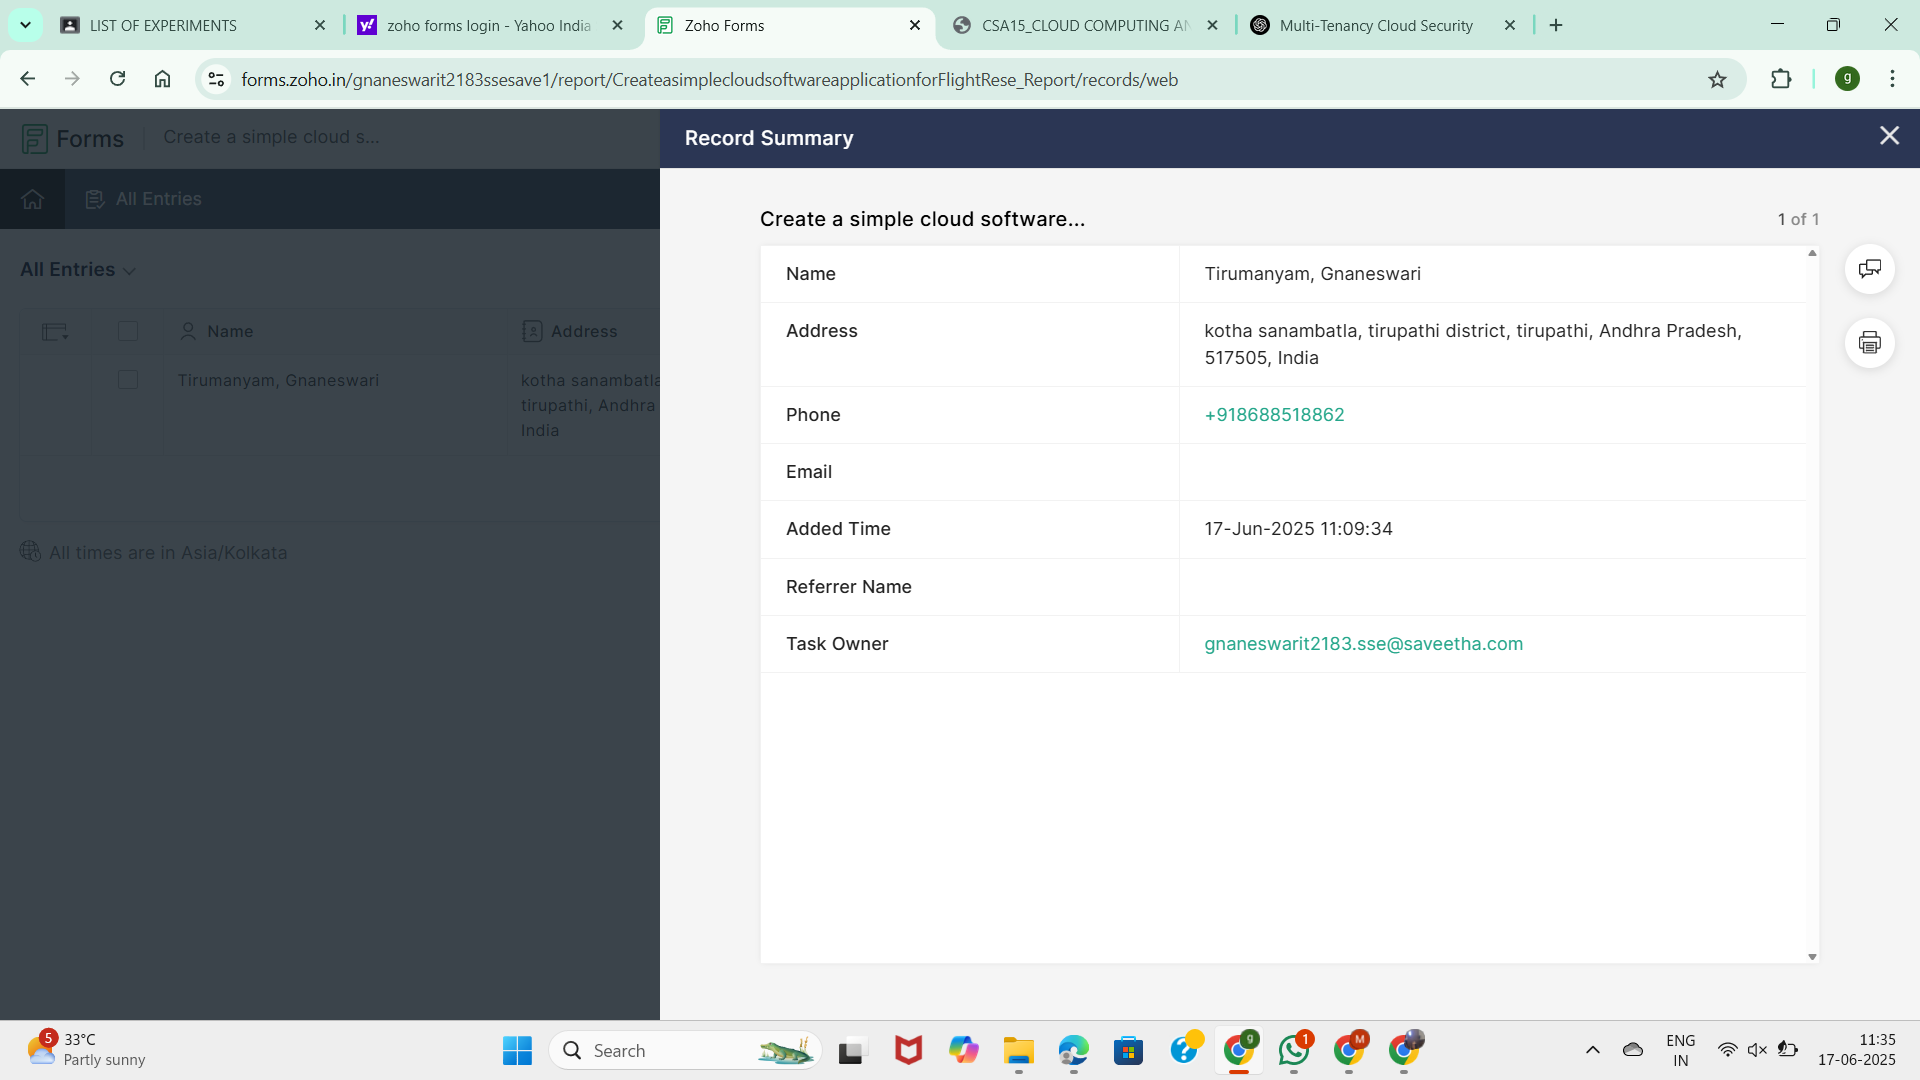 LIST OF EXPERIMENTS
zoho forms login - Yahoo India
Zoho Forms
CSA15_CLOUD COMPUTING AN
Multi-Tenancy Cloud Security
forms.zoho.in/gnaneswarit2183ssesave1/report/CreateasimplecloudsoftwareapplicationforFlightRese_Report/records/web
g
Forms
Create a simple cloud s...
Record Summary
All Entries
Create a simple cloud software...
1 of 1
All Entries
Name
Address
Tirumanyam, Gnaneswari
kotha sanambatla
tirupathi, Andhra
India
All times are in Asia/Kolkata
Name
Tirumanyam, Gnaneswari
Address
kotha sanambatla, tirupathi district, tirupathi, Andhra Pradesh,
517505, India
Phone
+918688518862
Email
Added Time
17-Jun-2025 11:09:34
Referrer Name
Task Owner
gnaneswarit2183.sse@saveetha.com
5
33°C
Partly sunny
Search
g
1
M
ENG
IN
11:35
17-06-2025